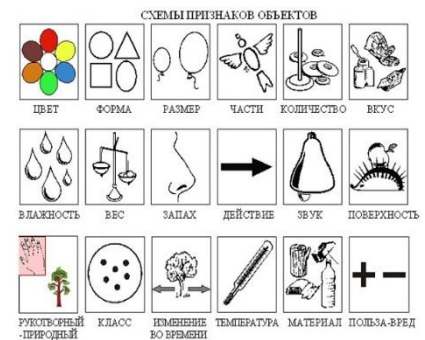 СХЕМЫ ПРИЗНАКОВ ОБЪЕКТОВ
ЦВЕТ ФОРМА РАЗМЕР ЧАСТИ КОЛИЧЕСТВО ВКУС
ВЛАЖНОСТЬ ВЕС ЗАПАХ ДЕЙСТВИЕ ЗВУК ПОВЕРХНОСТЬ
РУКОТВОРНЫЙ КЛАСС ИЗМЕНЕНИЕ ТЕМПЕРАТУРА МАТЕРИАЛ ПОЛЬЗА-ВРЕД
-ПРИРОДНЫЙ ВО ВРЕМЕНИ